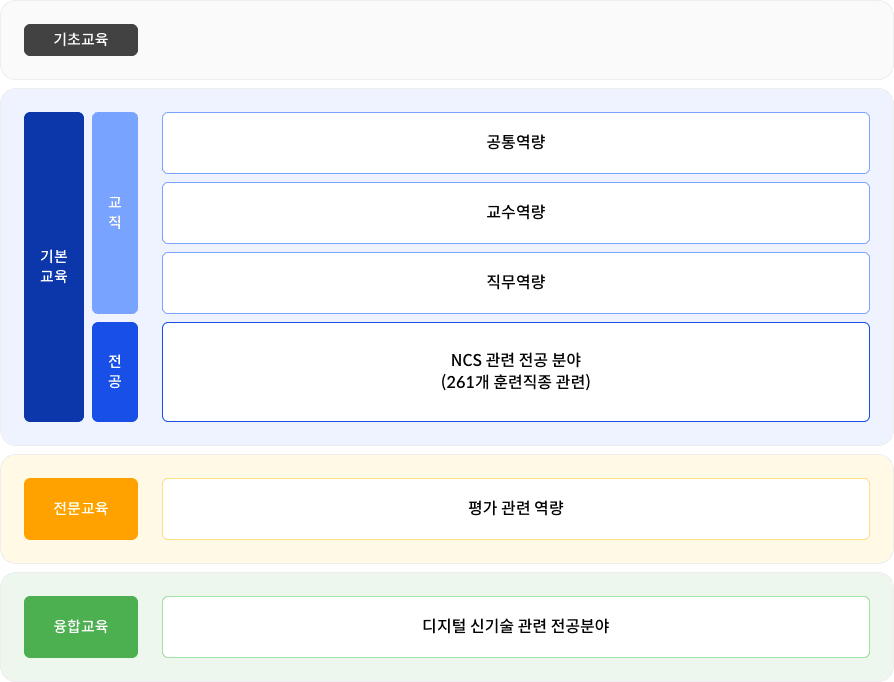 기초교육
기본
교육
교
직
공통역량
교수역량
직무역량
전
공
NCS 관련 전공 분야
(261개 훈련직종 관련)
전문교육
평가 관련 역량
융합교육
디지털 신기술 관련 전공분야